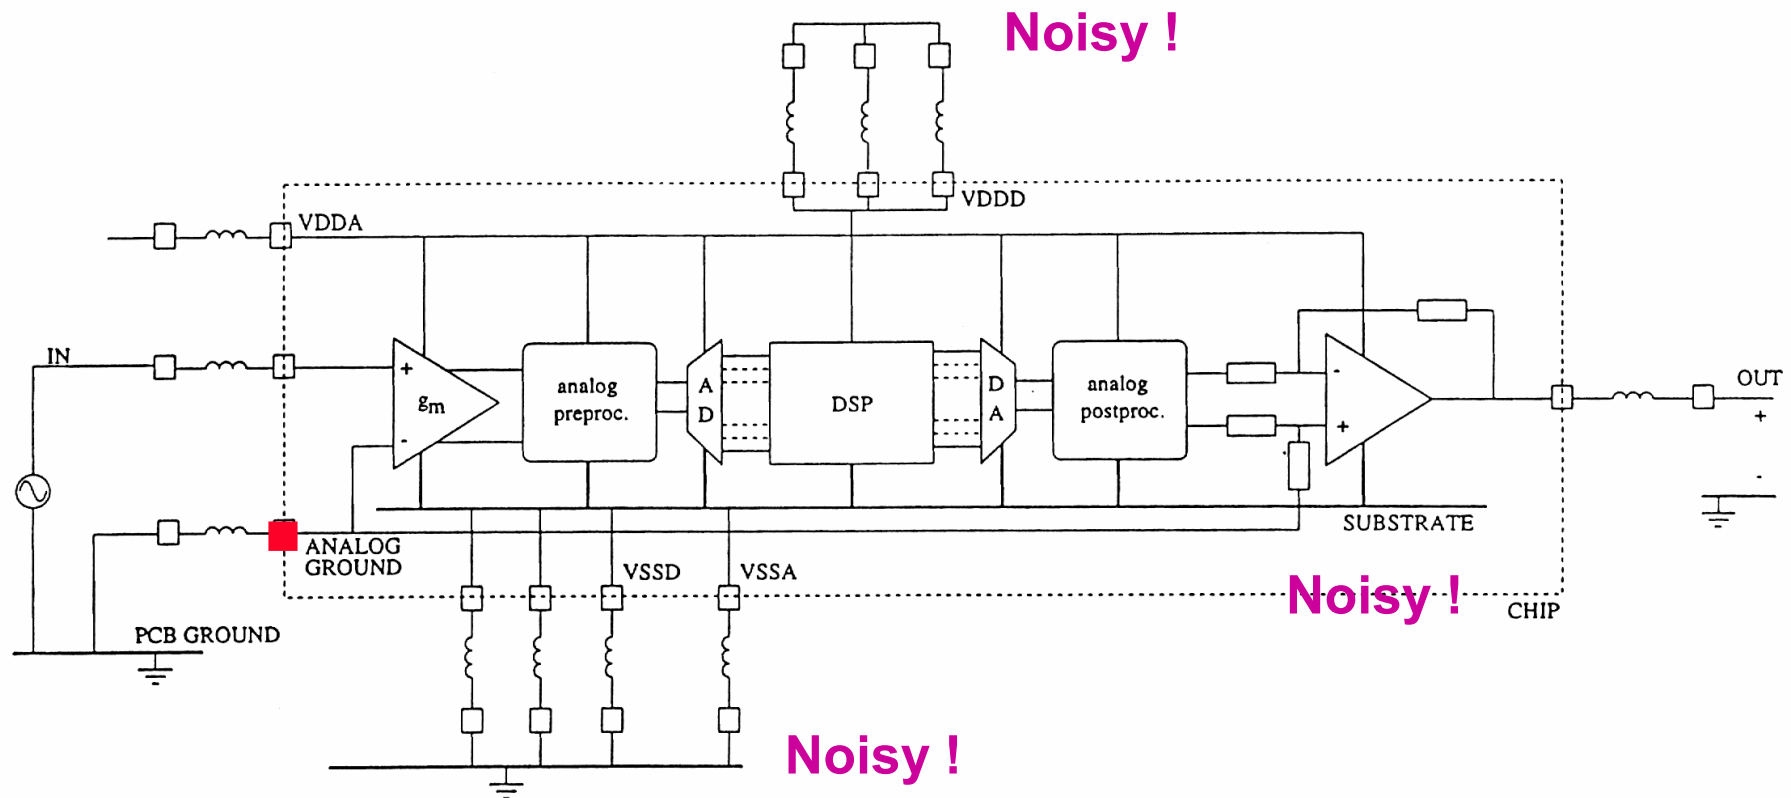 Noisy !
VDDD
VDDA
IN
+
-
gm
analog
preproc.
A
D
DSP
D
A
analog
postproc.
-
+
OUT
+
-
SUBSTRATE
ANALOG
GROUND
VSSD
VSSA
Noisy !
CHIP
PCB GROUND
Noisy !